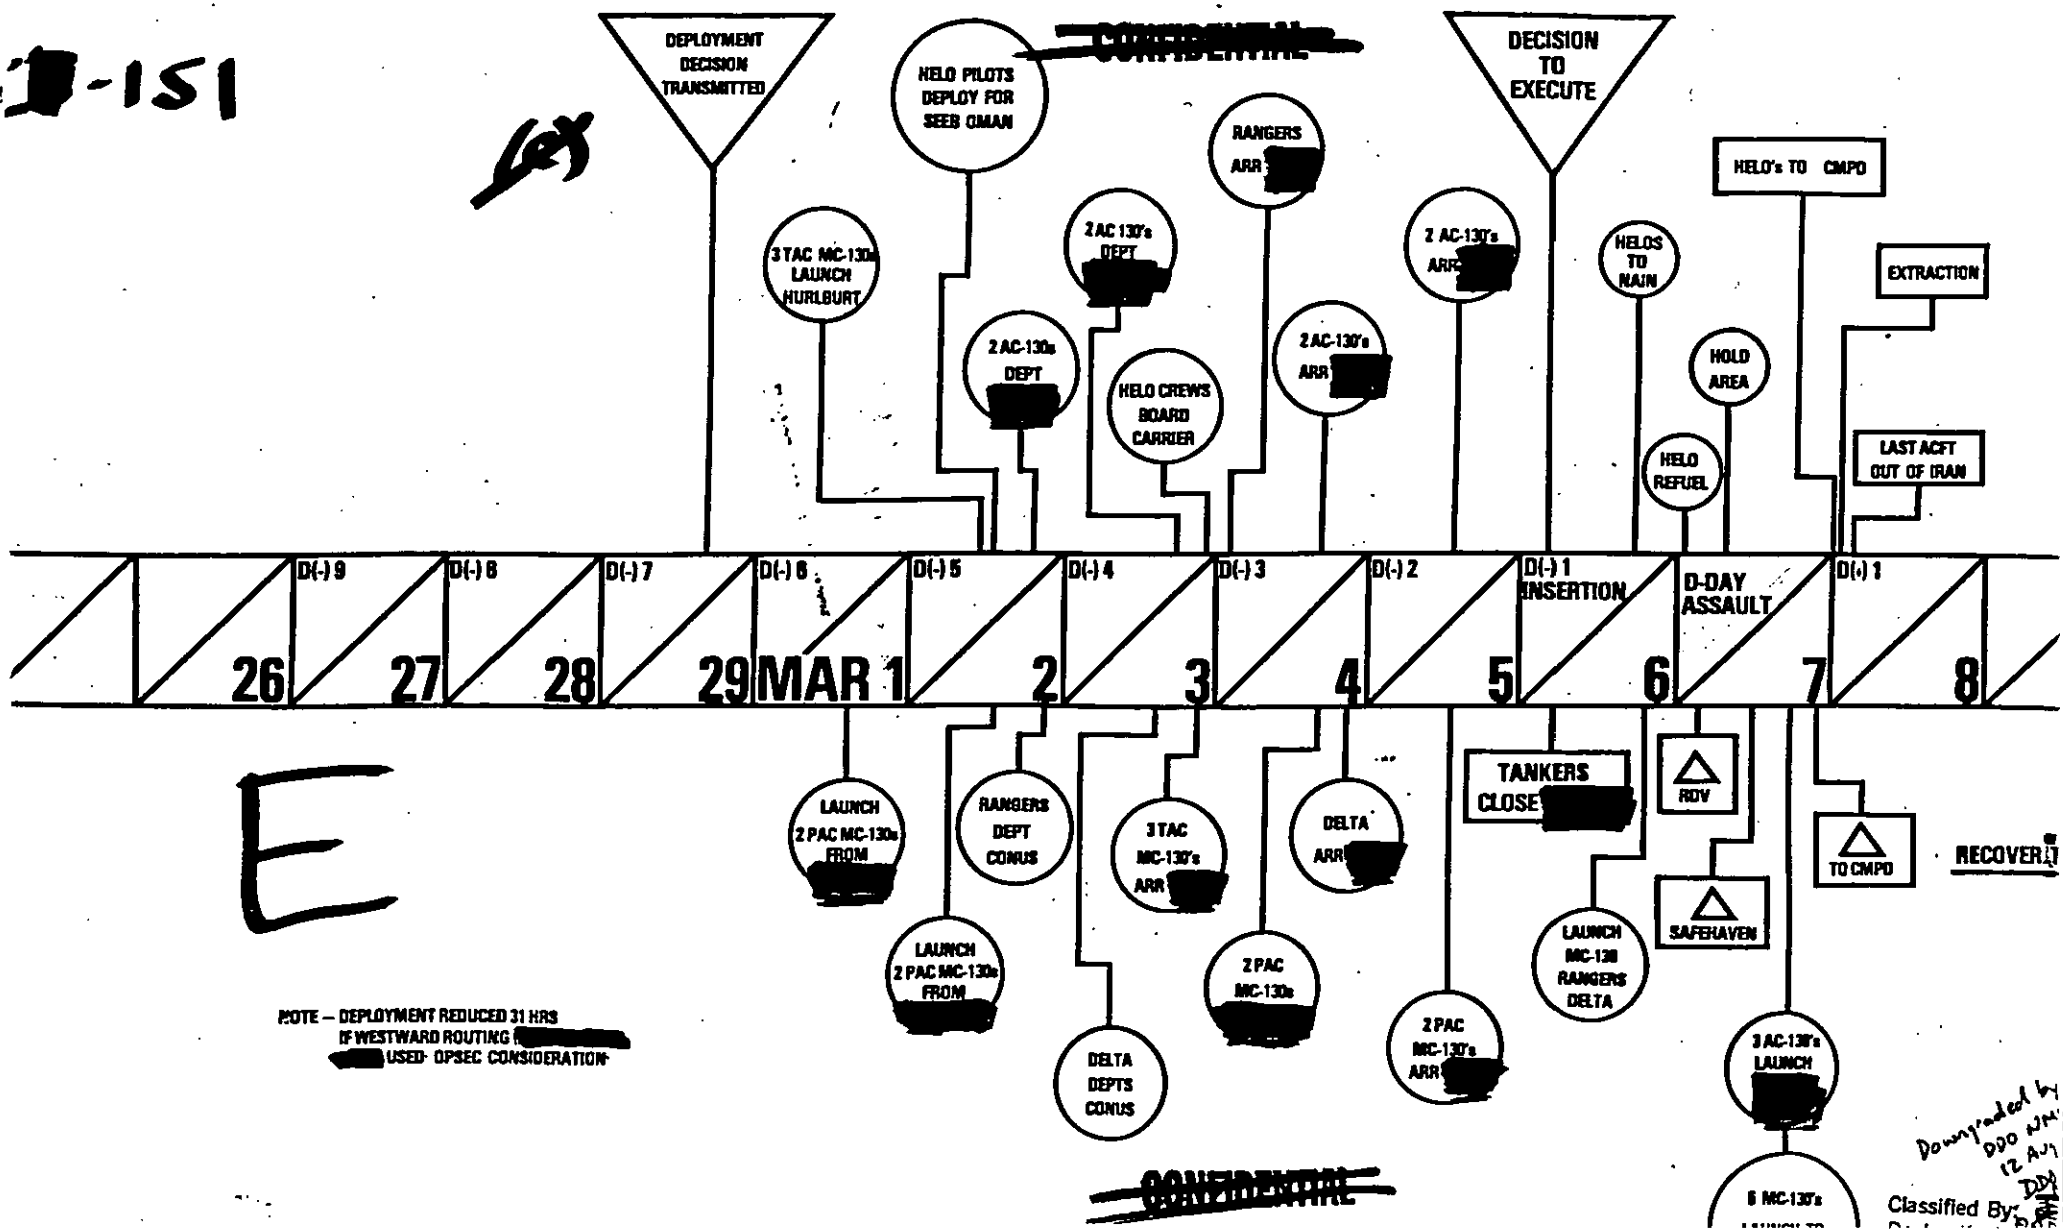 -151
DEPLOYMENT
DECISION
TRANSMITTED
HELO PILOTS
DEPLOY FOR
SEEB OMAN
CONFIDENTIAL
DECISION
TO
EXECUTE
RANGERS
ARR
HELO's TO CMPD
3 TAC MC-130s
LAUNCH
HURLBURT
2 AC 130's
DEPT
2 AC-130's
ARR
HELOS
TO
NAIN
EXTRACTION
2 AC-130s
DEPT
HELO CREWS
BOARD
CARRIER
2 AC-130's
ARR
HOLD
AREA
HELO
REFUEL
LAST ACFT
OUT OF IRAN
D(-) 9
D(-) 8
D(-) 7
D(-) 6
D(-) 5
D(-) 4
D(-) 3
D(-) 2
D(-) 1
INSERTION
D-DAY
ASSAULT
D(+) 1
26
27
28
29
MAR 1
2
3
4
5
6
7
8
E
LAUNCH
2 PAC MC-130s
FROM
RANGERS
DEPT
CONUS
3 TAC
MC-130's
ARR
DELTA
ARR
TANKERS
CLOSE
RDV
TO CMPD
RECOVER
SAFEHAVEN
LAUNCH
2 PAC MC-130s
FROM
2 PAC
MC-130s
LAUNCH
MC-130
RANGERS
DELTA
NOTE – DEPLOYMENT REDUCED 31 HRS
IF WESTWARD ROUTING
USED- OPSEC CONSIDERATION
DELTA
DEPTS
CONUS
2 PAC
MC-130's
ARR
3 AC-130's
LAUNCH
6 MC-130's
LAUNCH TO
CONFIDENTIAL
Downgraded by
DDO NM
12 AUG
Classified By: